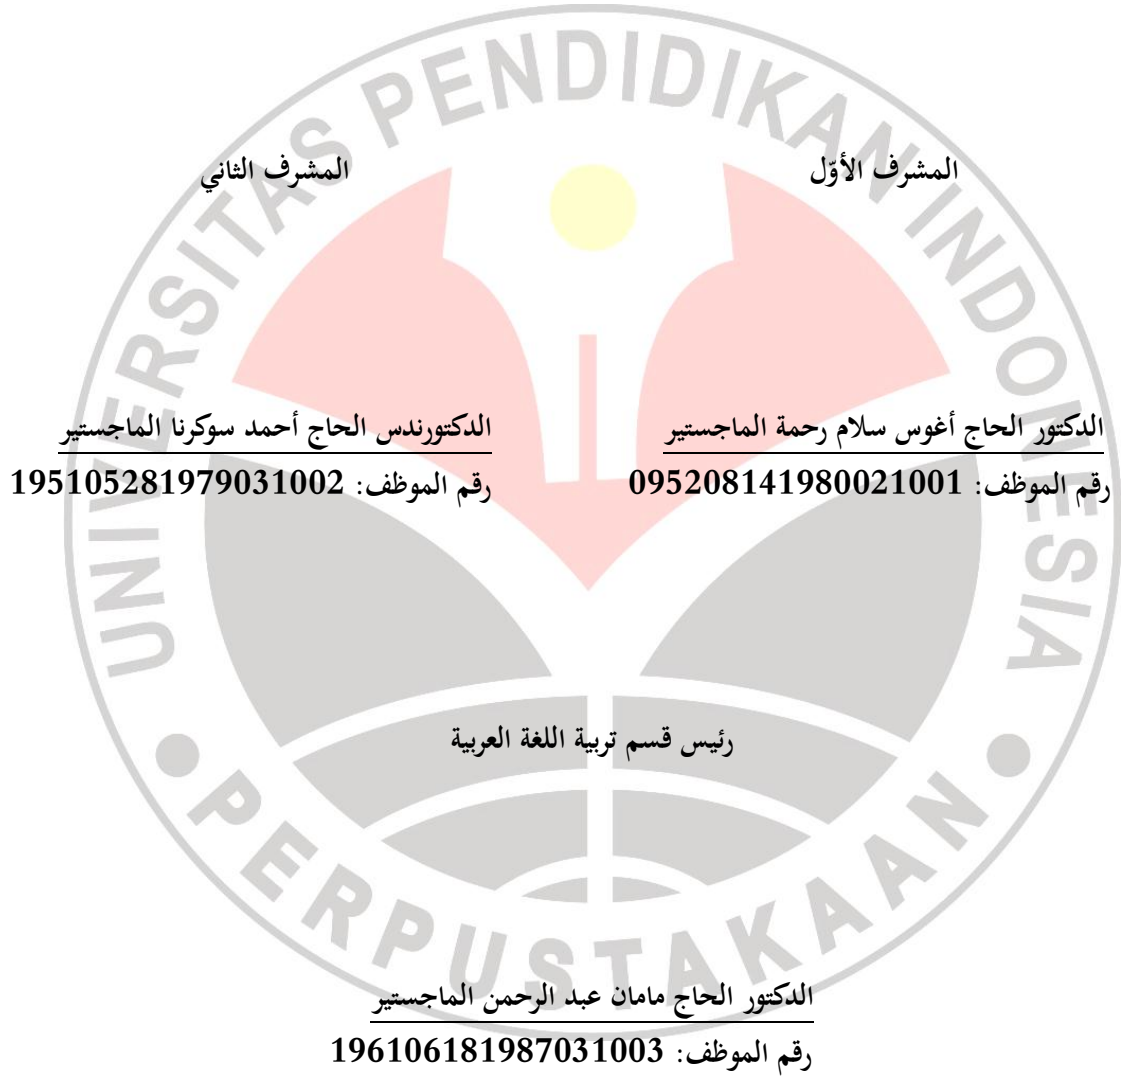 المشرف الأوّل المشرف الثاني
الدكتور الحاج أغوس سلام رحمة الماجستير الدكتورندس الحاج أحمد سوكرنا الماجستير
رقم الموظف: 095208141980021001 رقم الموظف: 195105281979031002
رئيس قسم تربية اللغة العربية
الدكتور الحاج مامان عبد الرحمن الماجستير
رقم الموظف: 196106181987031003
UNIVERSITAS PENDIDIKAN INDONESIA
PERPUSTAKAAN